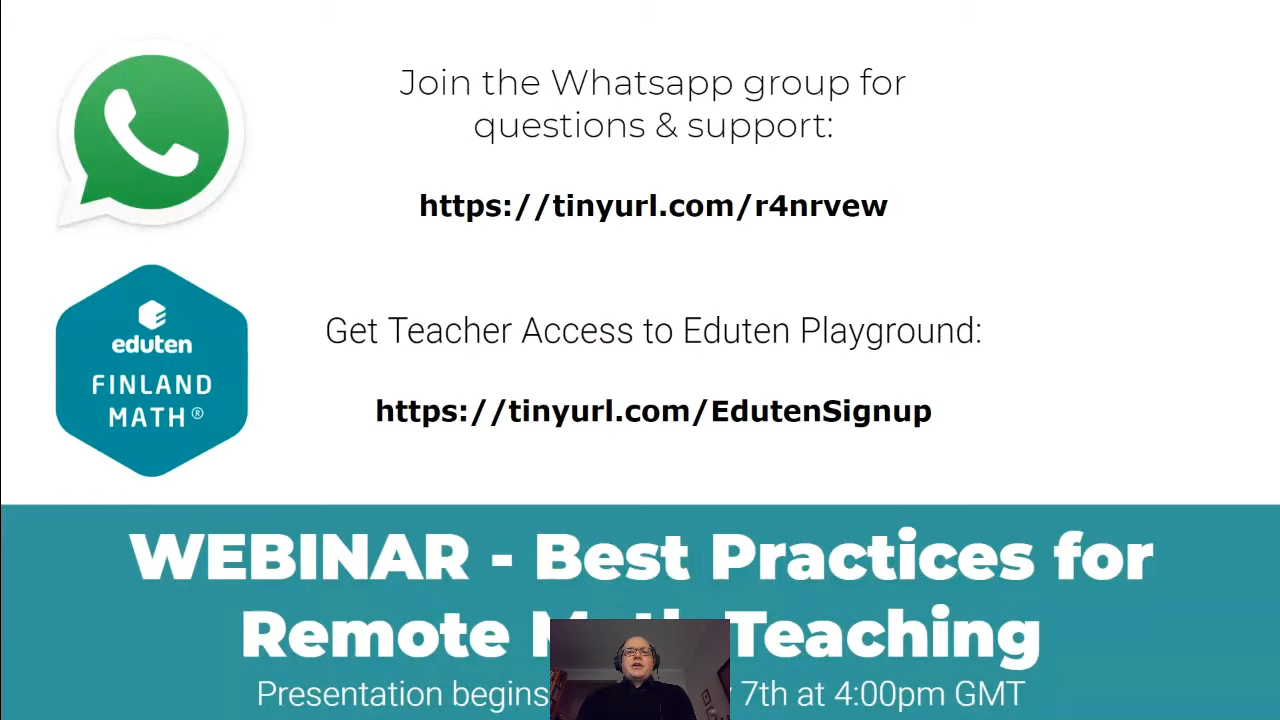 Join the Whatsapp group for
questions & support:
https://tinyurl.com/r4nrvew
eduten
FINLAND
MATH®
Get Teacher Access to Eduten Playground:
https://tinyurl.com/EdutenSignup
WEBINAR - Best Practices for
Remote Teaching
Presentation begins 7th at 4:00pm GMT